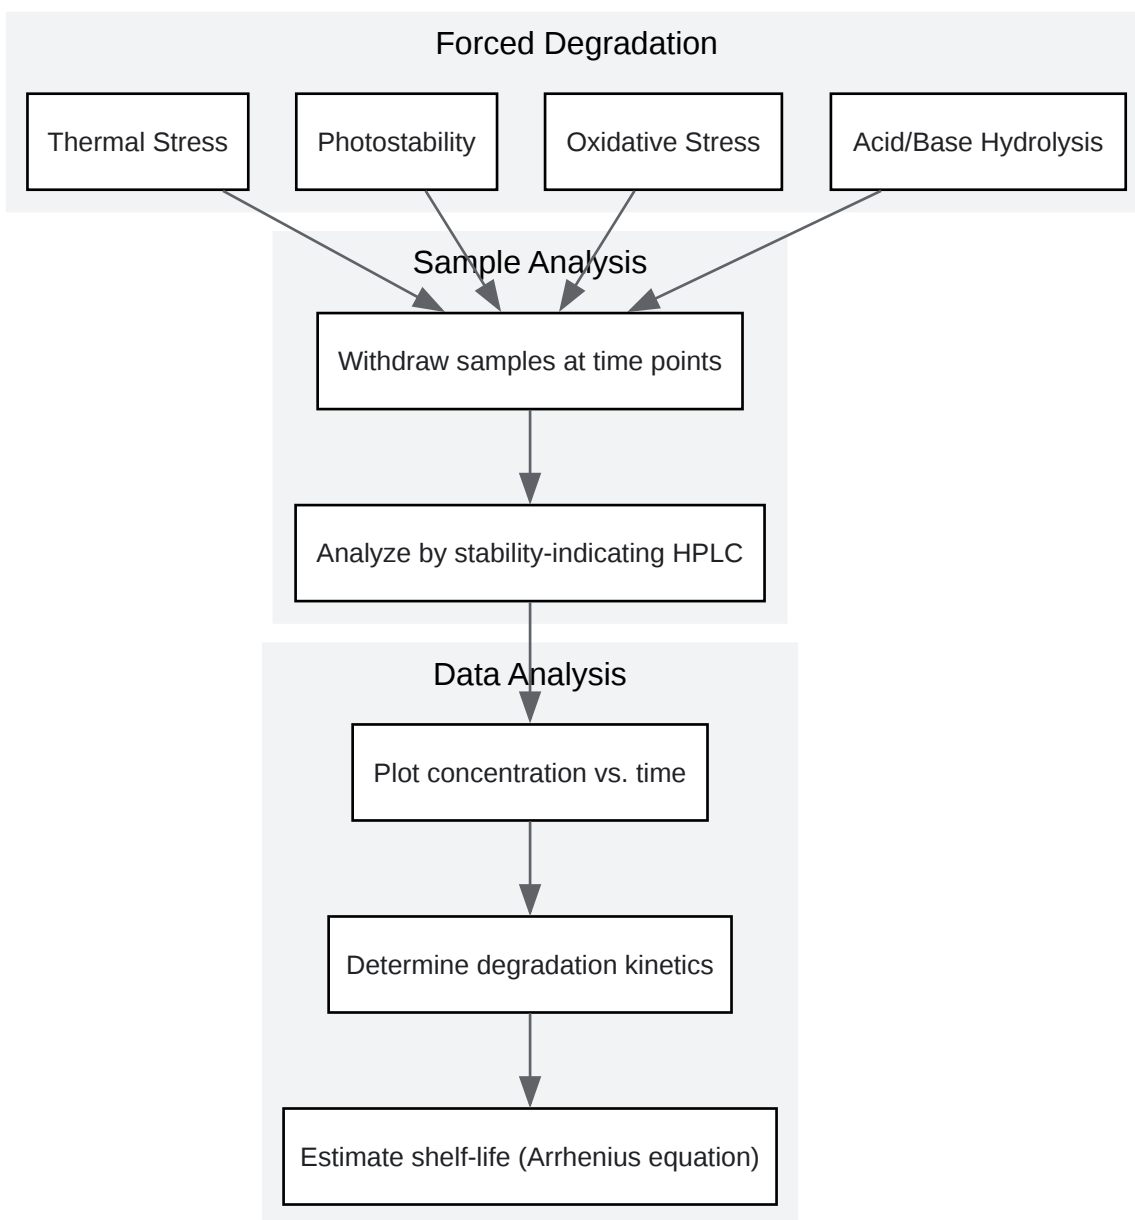 Forced Degradation
Thermal Stress
Photostability
Oxidative Stress
Acid/Base Hydrolysis
Sample Analysis
Withdraw samples at time points
Analyze by stability-indicating HPLC
Data Analysis
Plot concentration vs. time
Determine degradation kinetics
Estimate shelf-life (Arrhenius equation)